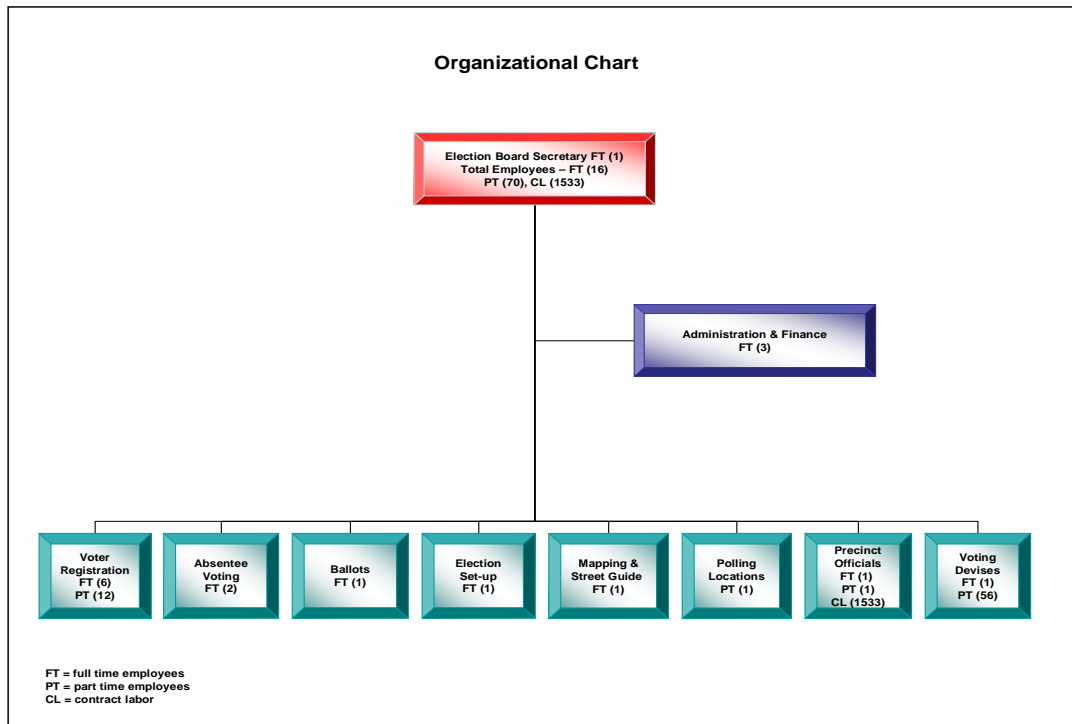 Organizational Chart
Election Board Secretary FT (1)
Total Employees – FT (16)
PT (70), CL (1533)
Administration & Finance
FT (3)
Voter
Registration
FT (6)
PT (12)
Absentee
Voting
FT (2)
Ballots
FT (1)
Election
Set-up
FT (1)
Mapping &
Street Guide
FT (1)
Polling
Locations
PT (1)
Precinct
Officials
FT (1)
PT (1)
CL (1533)
Voting
Devises
FT (1)
PT (56)
FT = full time employees
PT = part time employees
CL = contract labor